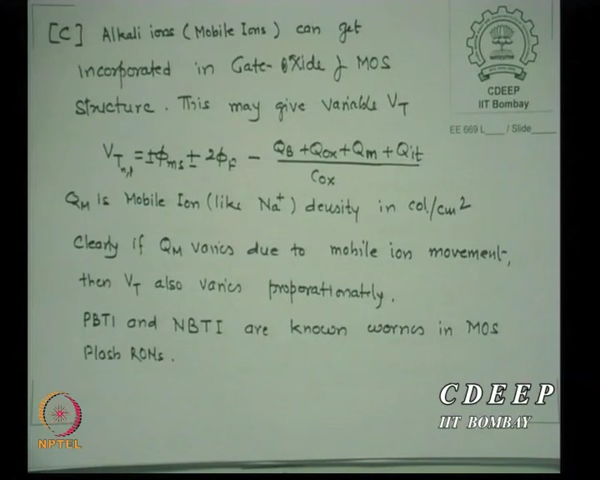 [C] Alkali ions (Mobile Ions) can get
incorporated in Gate-oxide of MOS
structure. This may give variable VT
VTn,p = ±Φms ± 2ΦF - (QB + Qox + Qm + Qit) / Cox
QM is Mobile Ion (like Na+) density in col/cm2
Clearly if QM varies due to mobile ion movement,
then VT also varies proporationately.
PBTI and NBTI are known worries in MOS
Flash ROMs.
CDEEP
IIT Bombay
EE 669 L____ / Slide____
CDEEP
IIT BOMBAY
NPTEL